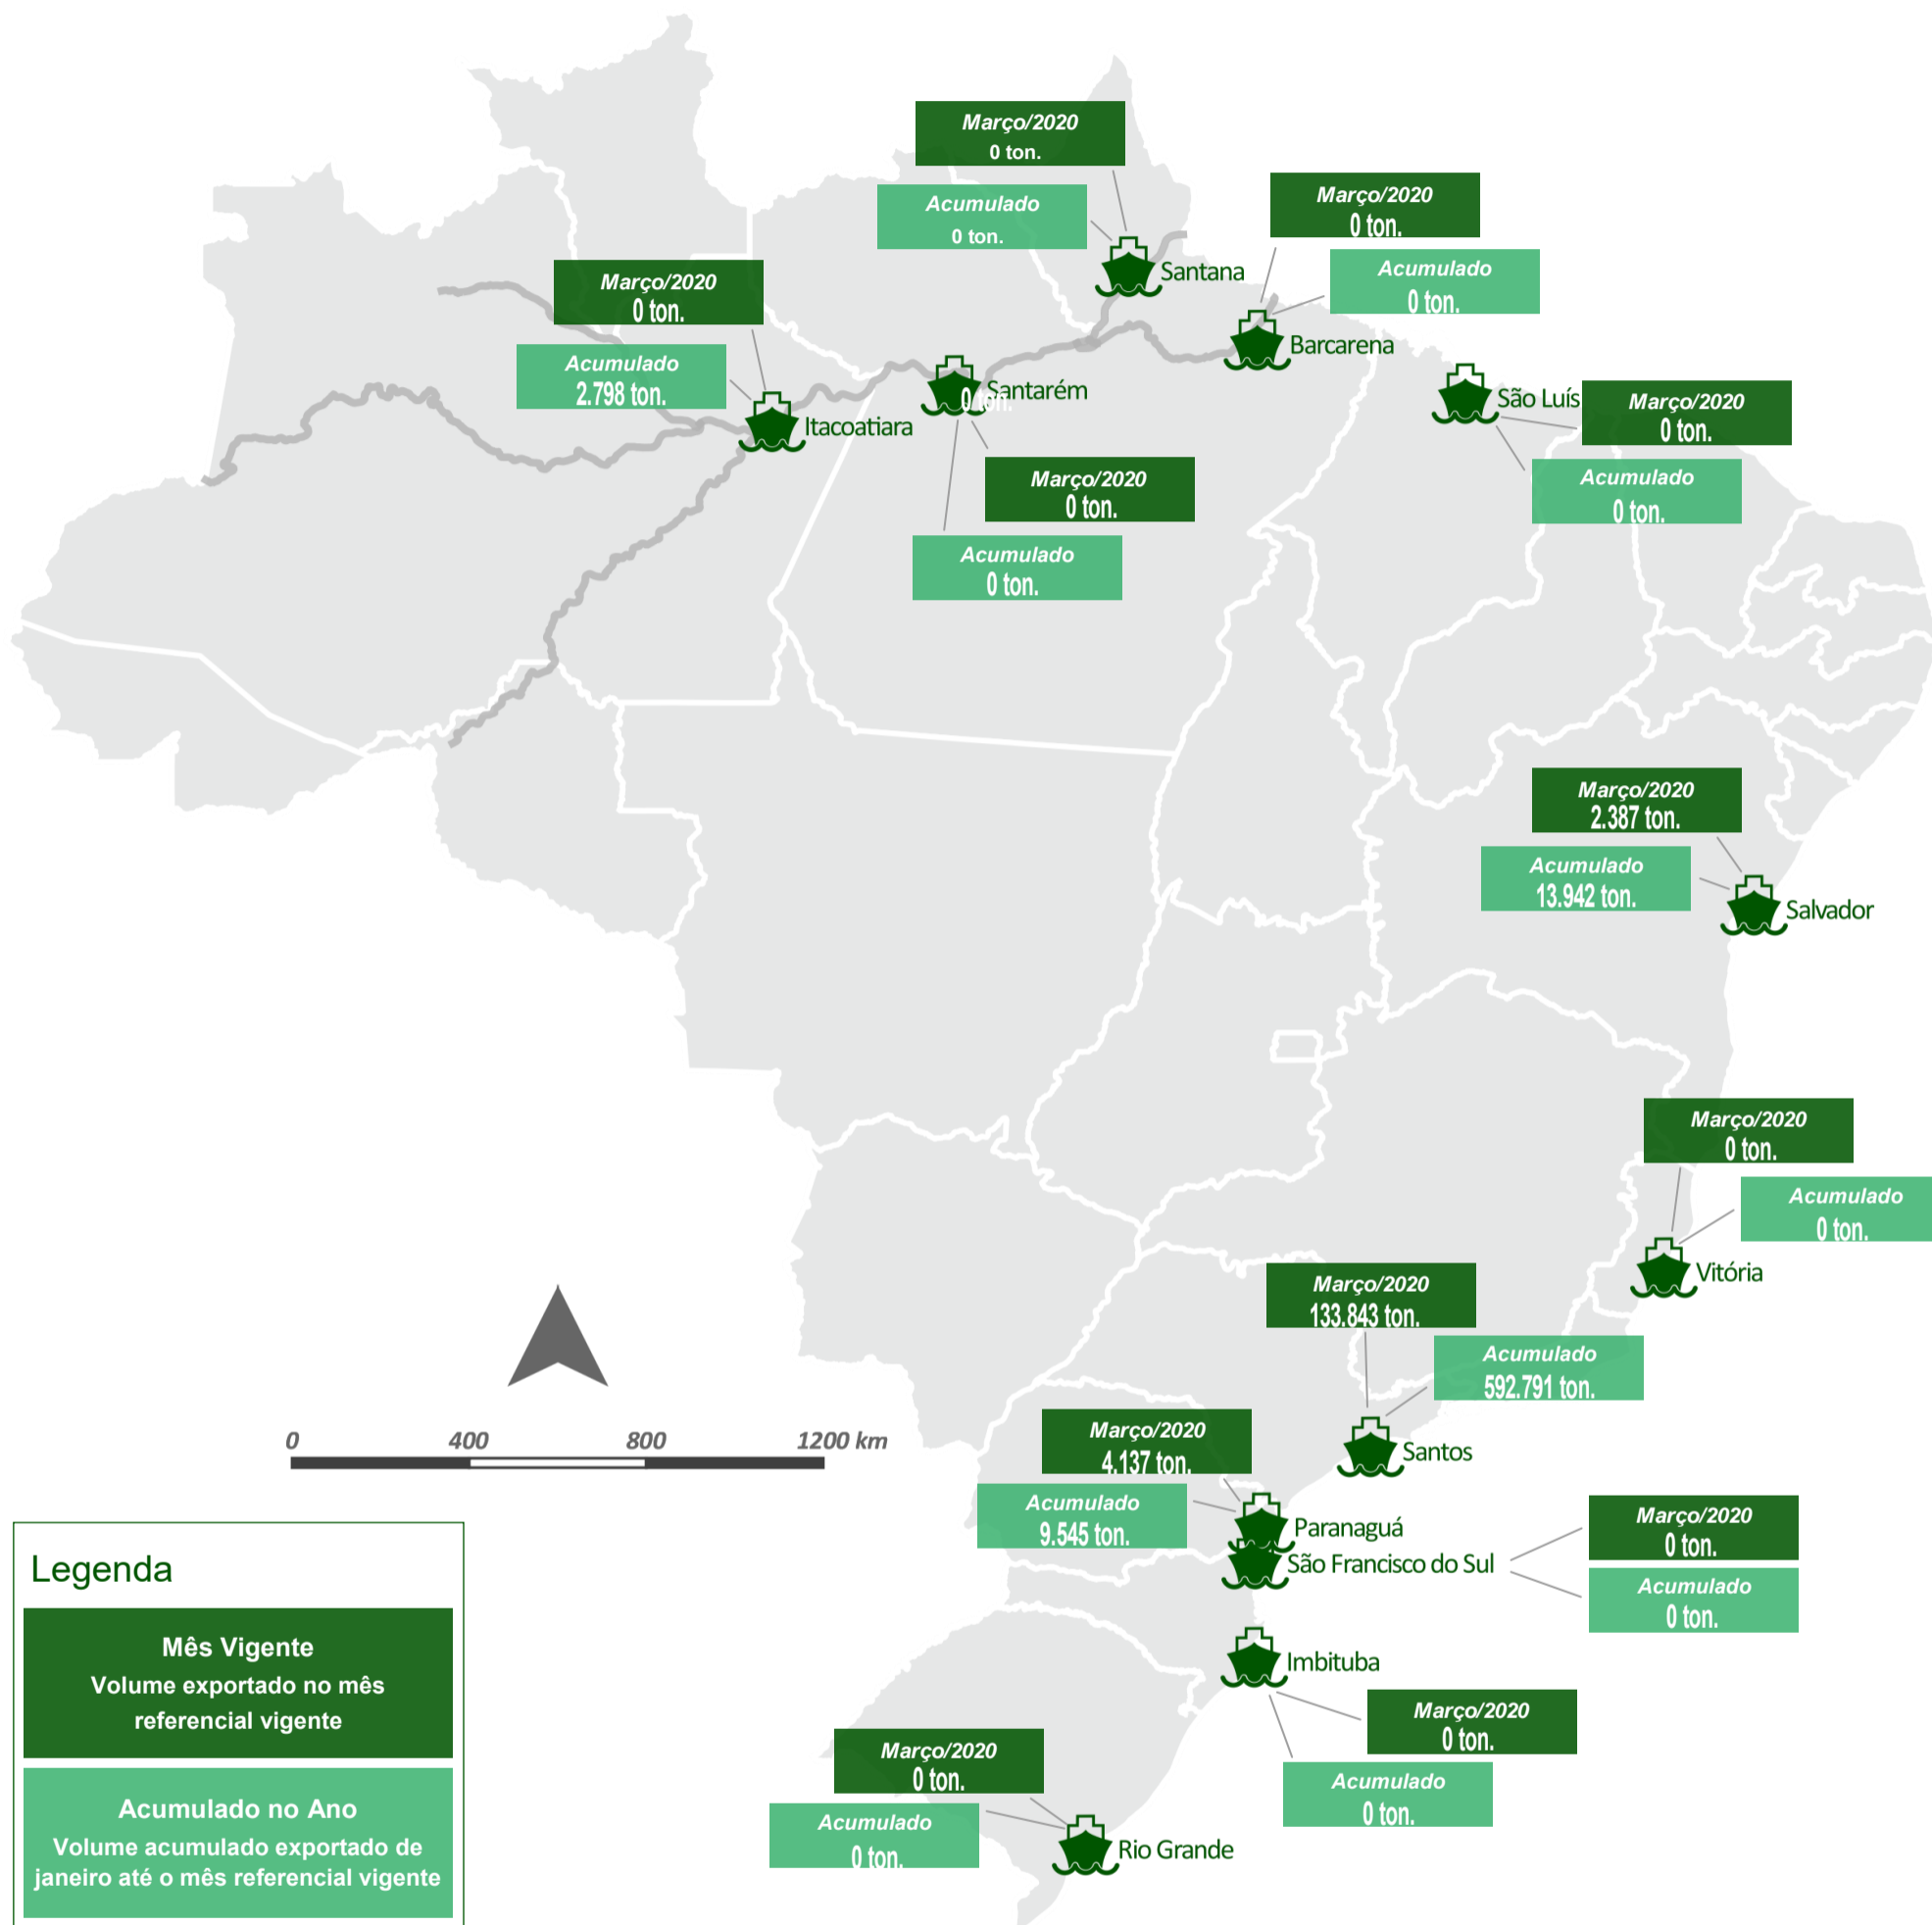 Março/2020
0 ton.
Acumulado
0 ton.
Santana
Março/2020
0 ton.
Acumulado
0 ton.
Barcarena
Março/2020
0 ton.
Acumulado
2.798 ton.
Itacoatiara
Santarém
0 ton.
Março/2020
0 ton.
Acumulado
0 ton.
São Luís
Março/2020
0 ton.
Acumulado
0 ton.
Março/2020
2.387 ton.
Acumulado
13.942 ton.
Salvador
Março/2020
0 ton.
Acumulado
0 ton.
Vitória
Março/2020
133.843 ton.
Acumulado
592.791 ton.
Santos
Março/2020
4.137 ton.
Acumulado
9.545 ton.
Paranaguá
São Francisco do Sul
Março/2020
0 ton.
Acumulado
0 ton.
Imbituba
Março/2020
0 ton.
Acumulado
0 ton.
Março/2020
0 ton.
Acumulado
0 ton.
Rio Grande
0 400 800 1200 km
Legenda
Mês Vigente
Volume exportado no mês
referencial vigente
Acumulado no Ano
Volume acumulado exportado de
janeiro até o mês referencial vigente